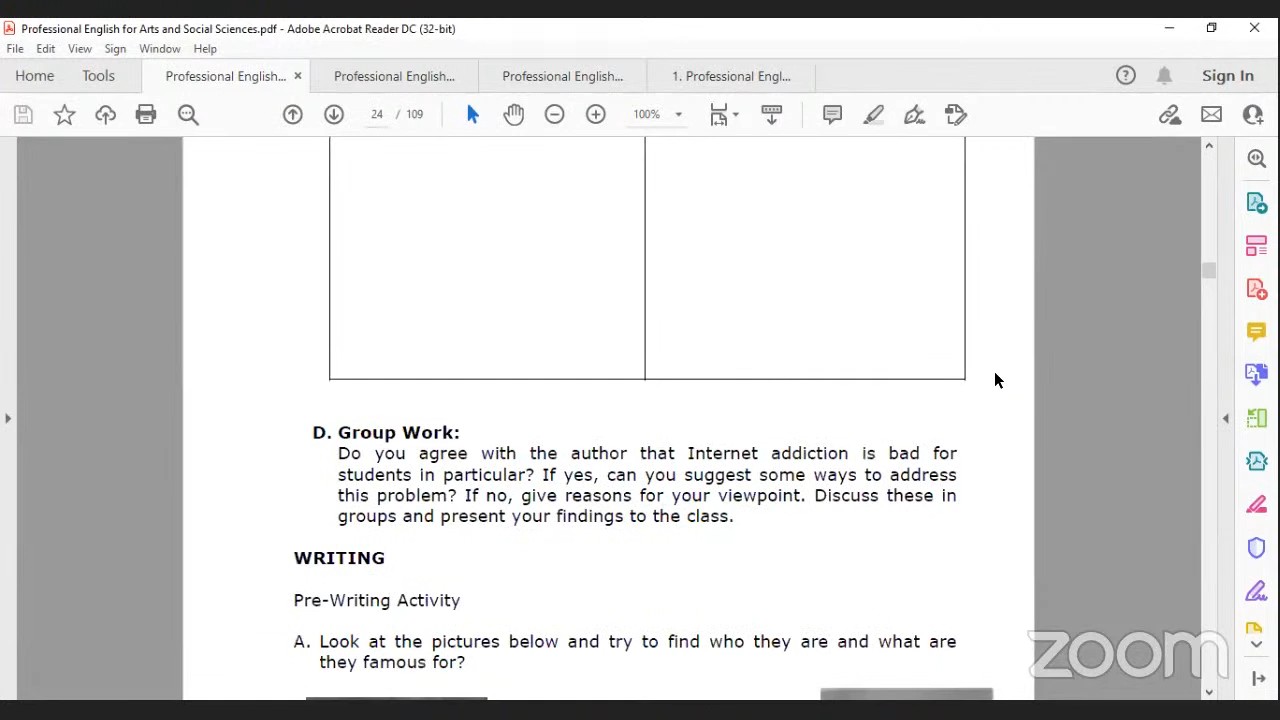 Professional English for Arts and Social Sciences.pdf - Adobe Acrobat Reader DC (32-bit)
File Edit View Sign Window Help
Home Tools Professional English... × Professional English... Professional English... 1. Professional Engl... Sign In
24 / 109 100%
D. Group Work:
Do you agree with the author that Internet addiction is bad for
students in particular? If yes, can you suggest some ways to address
this problem? If no, give reasons for your viewpoint. Discuss these in
groups and present your findings to the class.
WRITING
Pre-Writing Activity
A. Look at the pictures below and try to find who they are and what are
they famous for?
zoom